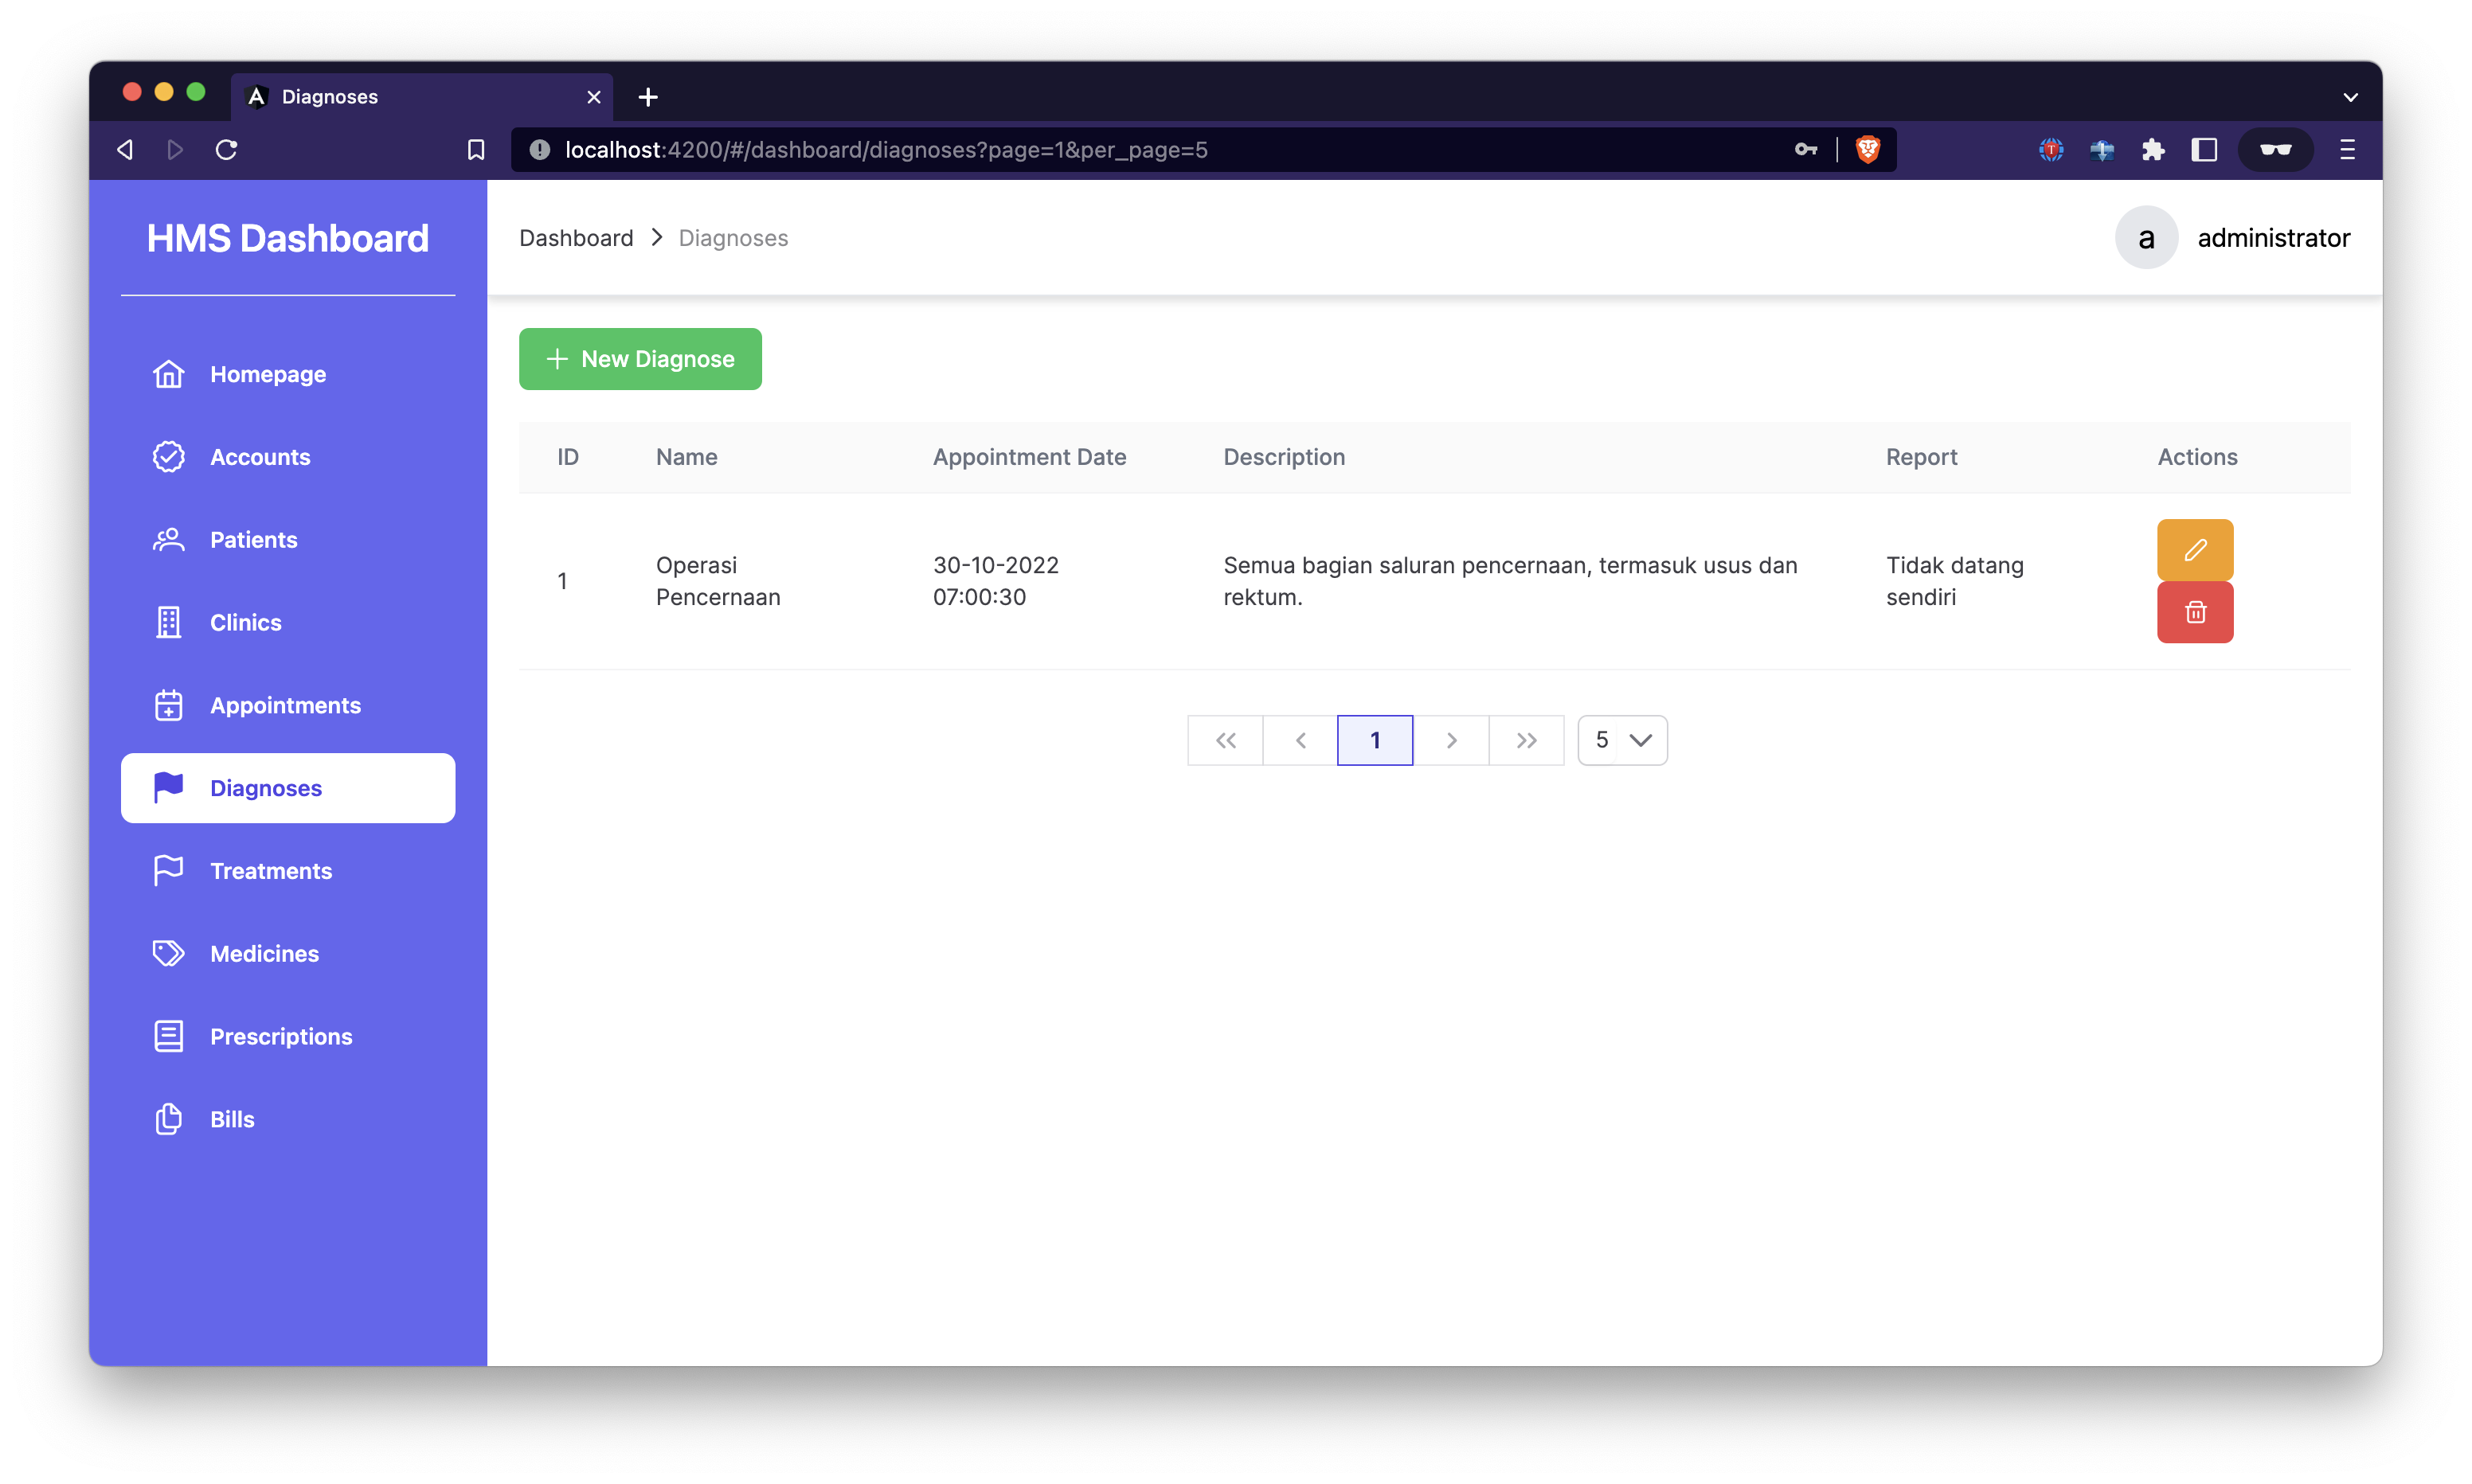 Diagnoses
localhost:4200/#/dashboard/diagnoses?page=1&per_page=5
HMS Dashboard
Homepage
Accounts
Patients
Clinics
Appointments
Diagnoses
Treatments
Medicines
Prescriptions
Bills
Dashboard > Diagnoses
a administrator
+ New Diagnose
ID Name Appointment Date Description Report Actions
1 Operasi Pencernaan 30-10-2022 07:00:30 Semua bagian saluran pencernaan, termasuk usus dan rektum. Tidak datang sendiri
1 5